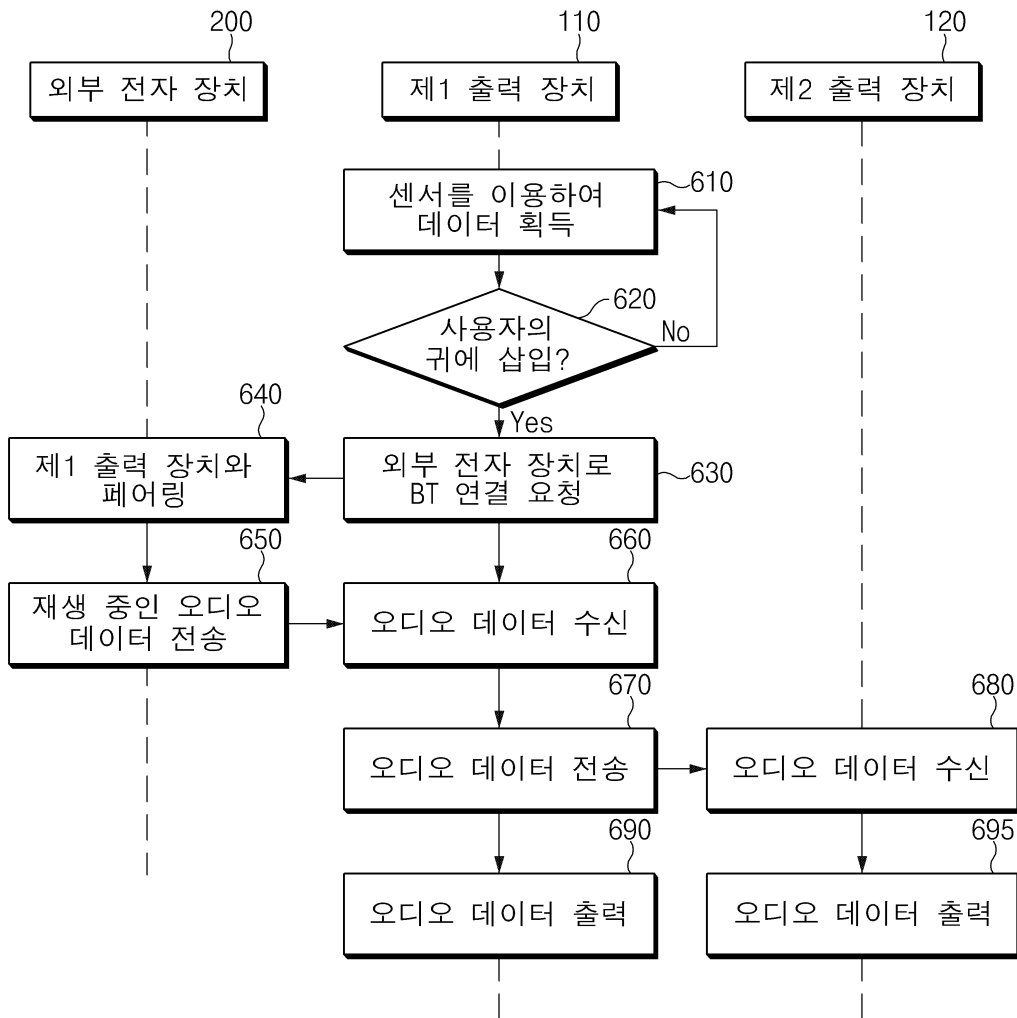 200
110
120
외부 전자 장치
제1 출력 장치
제2 출력 장치
610
센서를 이용하여
데이터 획득
620
사용자의
귀에 삽입?
No
Yes
640
제1 출력 장치와
페어링
외부 전자 장치로
BT 연결 요청
630
650
재생 중인 오디오
데이터 전송
660
오디오 데이터 수신
670
오디오 데이터 전송
680
오디오 데이터 수신
690
오디오 데이터 출력
695
오디오 데이터 출력